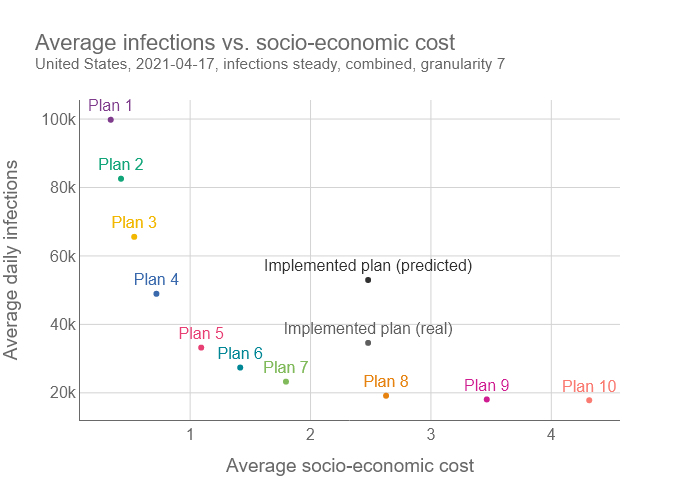 Average infections vs. socio-economic cost
United States, 2021-04-17, infections steady, combined, granularity 7
Average daily infections
100k
80k
60k
40k
20k
Plan 1
Plan 2
Plan 3
Plan 4
Plan 5
Plan 6
Plan 7
Implemented plan (predicted)
Implemented plan (real)
Plan 8
Plan 9
Plan 10
1
2
3
4
Average socio-economic cost